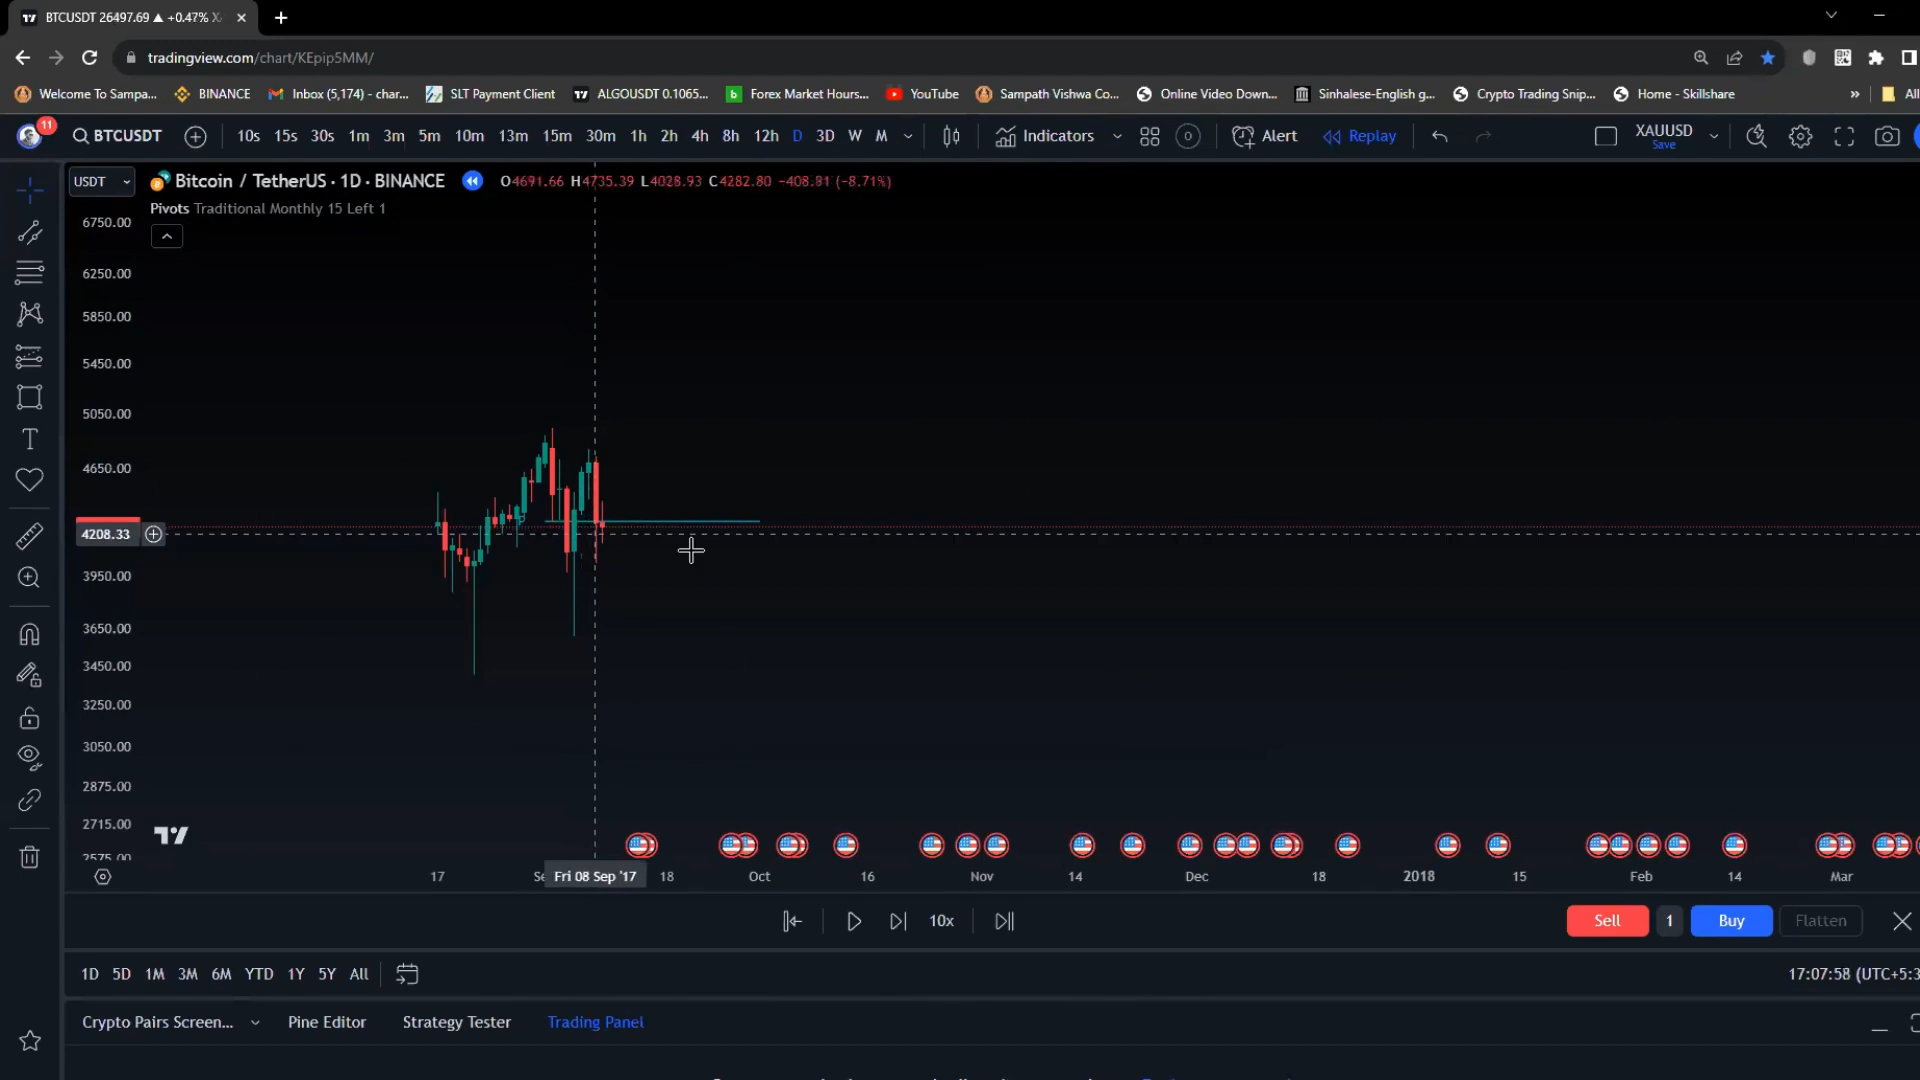 BTCUSDT 26497.69 ▲ +0.47%
tradingview.com/chart/KEpip5MM/
Welcome To Sampa... BINANCE Inbox (5,174) – char... SLT Payment Client ALGOUSDT 0.1065... Forex Market Hours... YouTube Sampath Vishwa Co... Online Video Down... Sinhalese-English g... Crypto Trading Snip... Home - Skillshare » All
11 BTCUSDT 10s 15s 30s 1m 3m 5m 10m 13m 15m 30m 1h 2h 4h 8h 12h D 3D W M Indicators Alert Replay XAUUSD
Save
USDT Bitcoin / TetherUS · 1D · BINANCE O4691.66 H4735.39 L4028.93 C4282.80 −408.81 (−8.71%)
Pivots Traditional Monthly 15 Left 1
6750.00
6250.00
5850.00
5450.00
5050.00
4650.00
P
4208.33
3950.00
3650.00
3450.00
3250.00
3050.00
2875.00
2715.00
2575.00
17 Se Fri 08 Sep '17 18 Oct 16 Nov 14 Dec 18 2018 15 Feb 14 Mar
10x Sell 1 Buy Flatten
1D 5D 1M 3M 6M YTD 1Y 5Y All 17:07:58 (UTC+5:3
Crypto Pairs Screen... Pine Editor Strategy Tester Trading Panel